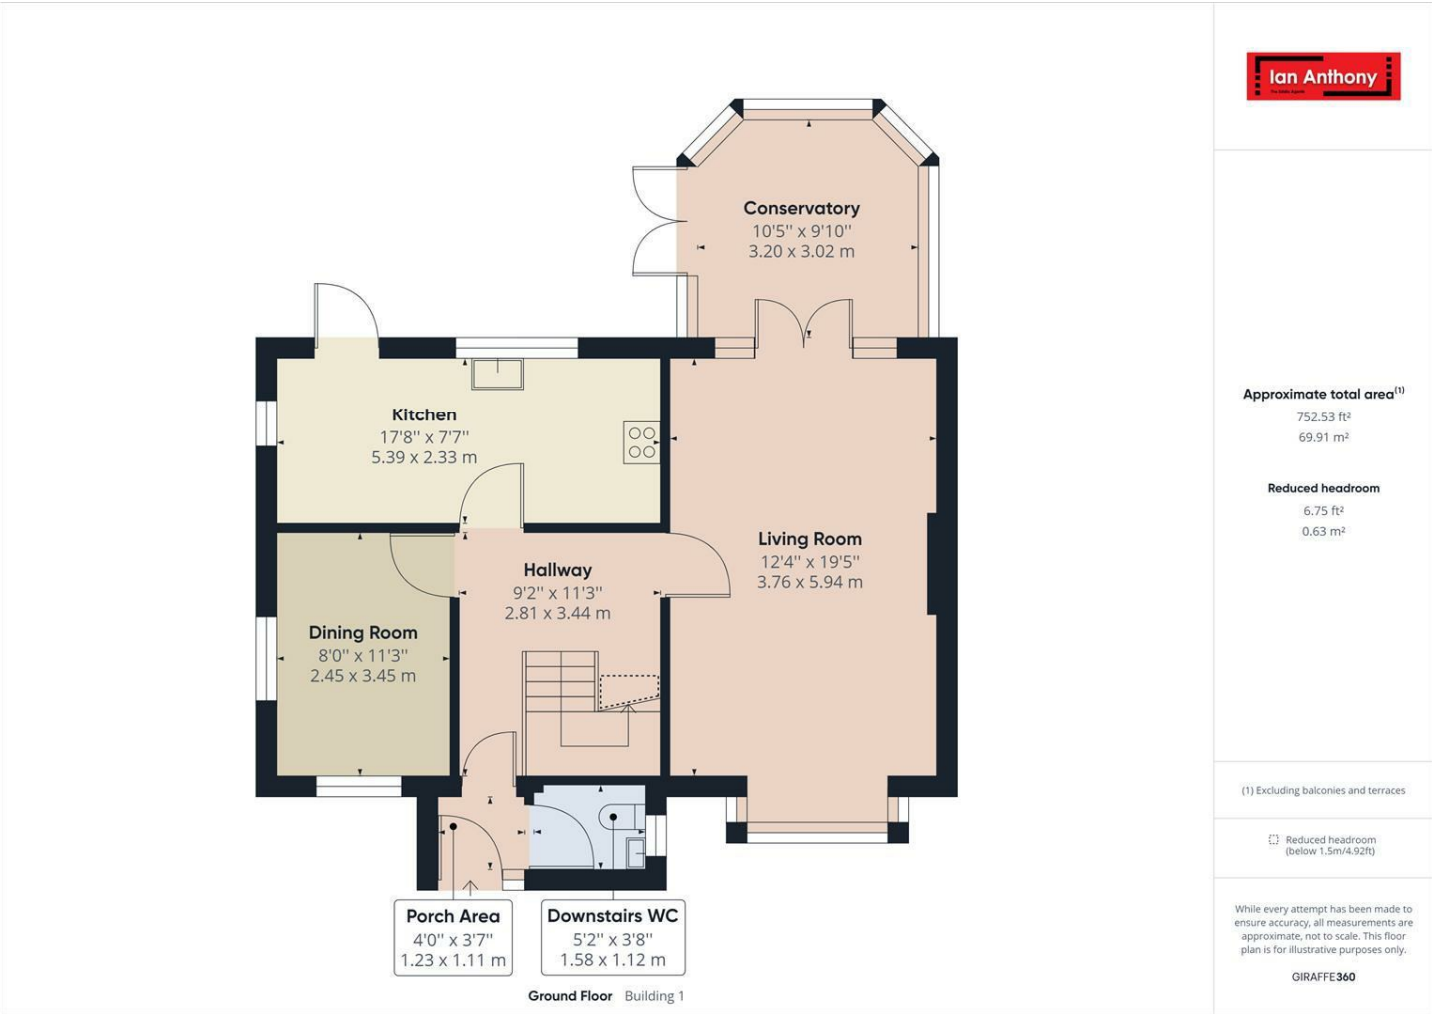 Ian Anthony
The Estate Agents
Conservatory
10'5'' x 9'10''
3.20 x 3.02 m
Kitchen
17'8'' x 7'7''
5.39 x 2.33 m
Living Room
12'4'' x 19'5''
3.76 x 5.94 m
Hallway
9'2'' x 11'3''
2.81 x 3.44 m
Dining Room
8'0'' x 11'3''
2.45 x 3.45 m
Porch Area
4'0'' x 3'7''
1.23 x 1.11 m
Downstairs WC
5'2'' x 3'8''
1.58 x 1.12 m
Ground Floor Building 1
Approximate total area(1)
752.53 ft²
69.91 m²
Reduced headroom
6.75 ft²
0.63 m²
(1) Excluding balconies and terraces
Reduced headroom
(below 1.5m/4.92ft)
While every attempt has been made to
ensure accuracy, all measurements are
approximate, not to scale. This floor
plan is for illustrative purposes only.
GIRAFFE360